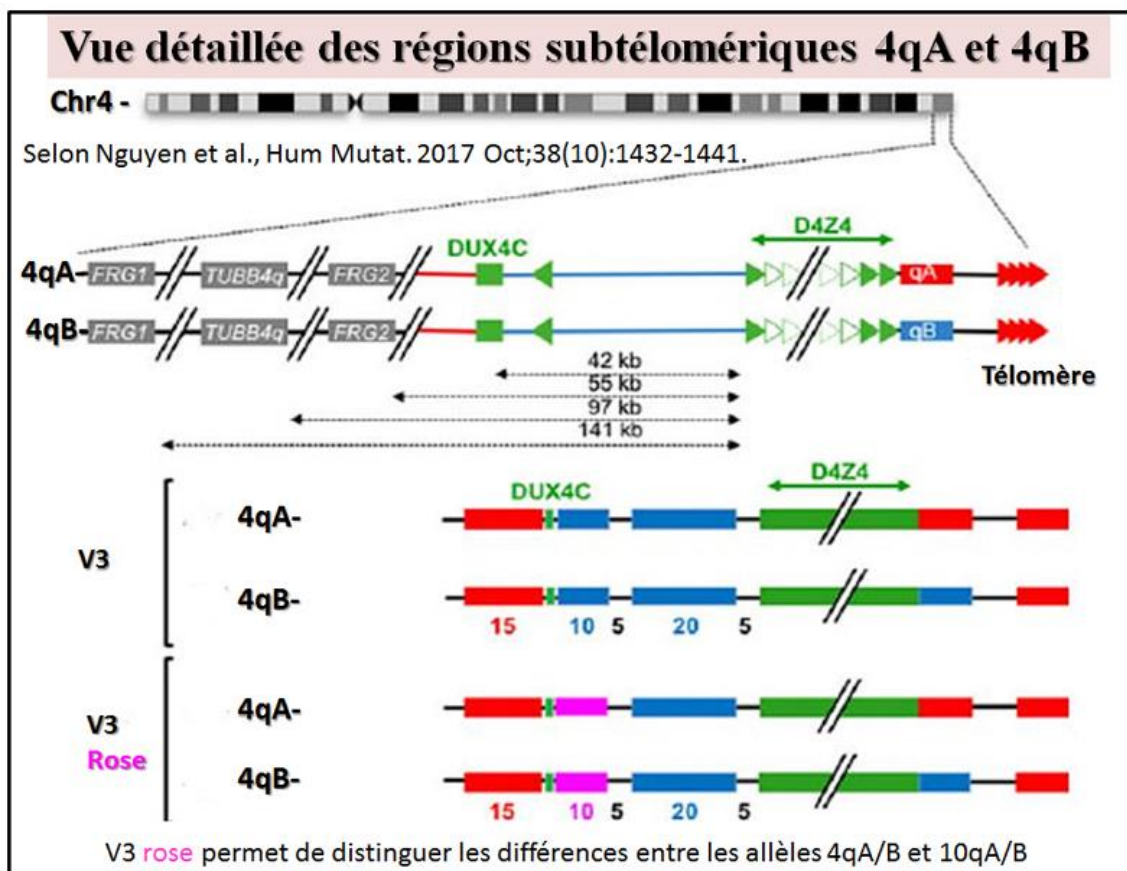 Vue détaillée des régions subtélomériques 4qA et 4qB
Chr4 -
Selon Nguyen et al., Hum Mutat. 2017 Oct;38(10):1432-1441.
DUX4C D4Z4
4qA- FRG1 TUBB4q FRG2 qA
4qB- FRG1 TUBB4q FRG2 qB
Télomère
42 kb
55 kb
97 kb
141 kb
DUX4C D4Z4
4qA-
V3
4qB-
15 10 5 20 5
4qA-
V3
Rose
4qB-
15 10 5 20 5
V3 rose permet de distinguer les différences entre les allèles 4qA/B et 10qA/B